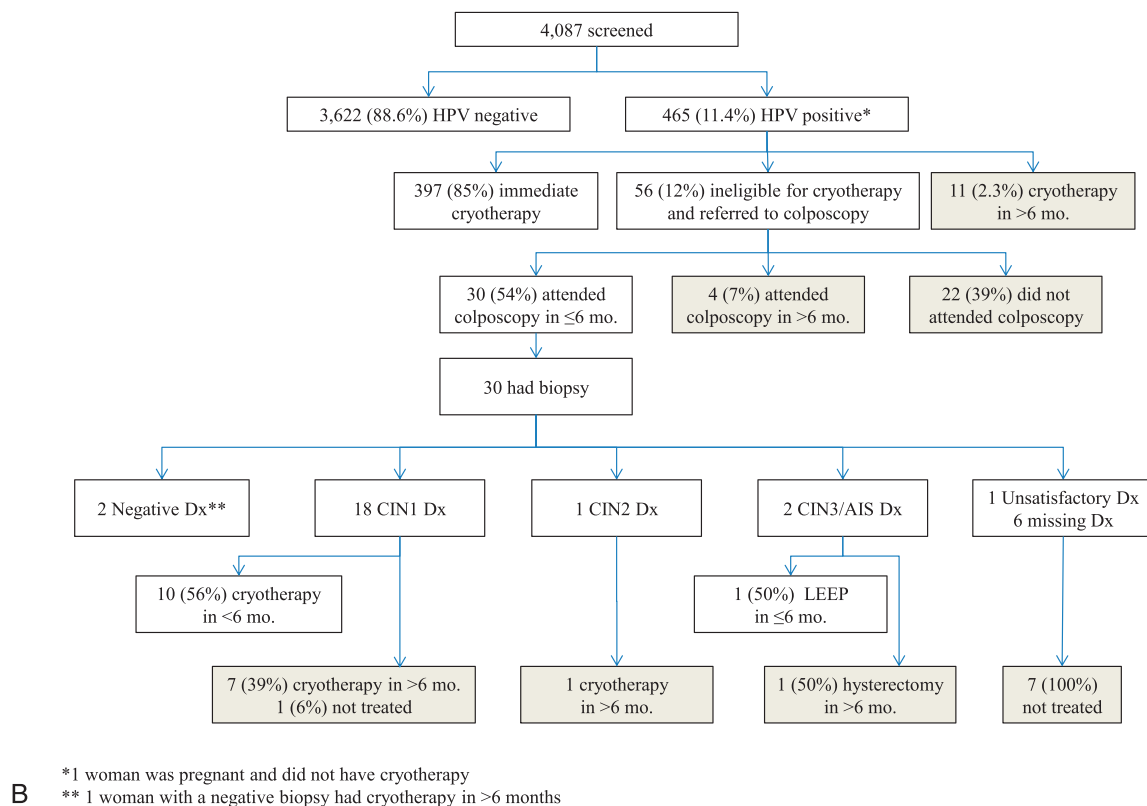 4,087 screened
3,622 (88.6%) HPV negative
465 (11.4%) HPV positive*
397 (85%) immediate
cryotherapy
56 (12%) ineligible for cryotherapy
and referred to colposcopy
11 (2.3%) cryotherapy
in >6 mo.
30 (54%) attended
colposcopy in ≤6 mo.
4 (7%) attended
colposcopy in >6 mo.
22 (39%) did not
attended colposcopy
30 had biopsy
2 Negative Dx**
18 CIN1 Dx
1 CIN2 Dx
2 CIN3/AIS Dx
1 Unsatisfactory Dx
6 missing Dx
10 (56%) cryotherapy
in <6 mo.
1 (50%) LEEP
in ≤6 mo.
7 (39%) cryotherapy in >6 mo.
1 (6%) not treated
1 cryotherapy
in >6 mo.
1 (50%) hysterectomy
in >6 mo.
7 (100%)
not treated
*1 woman was pregnant and did not have cryotherapy
** 1 woman with a negative biopsy had cryotherapy in >6 months
B